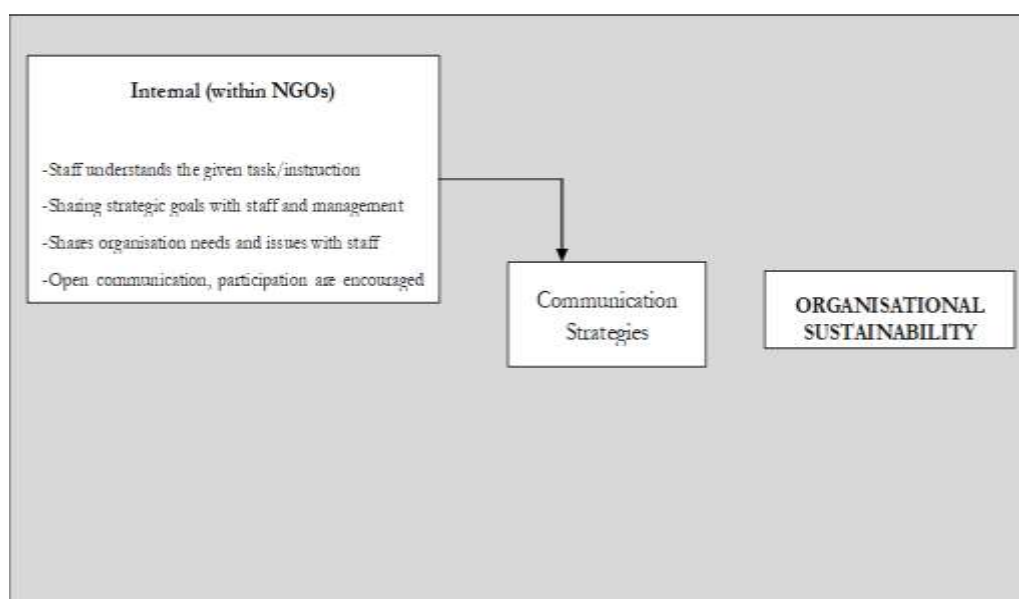 Internal (within NGOs)
-Staff understands the given task/instruction
-Sharing strategic goals with staff and management
-Shares organisation needs and issues with staff
-Open communication, participation are encouraged
Communication
Strategies
ORGANISATIONAL
SUSTAINABILITY